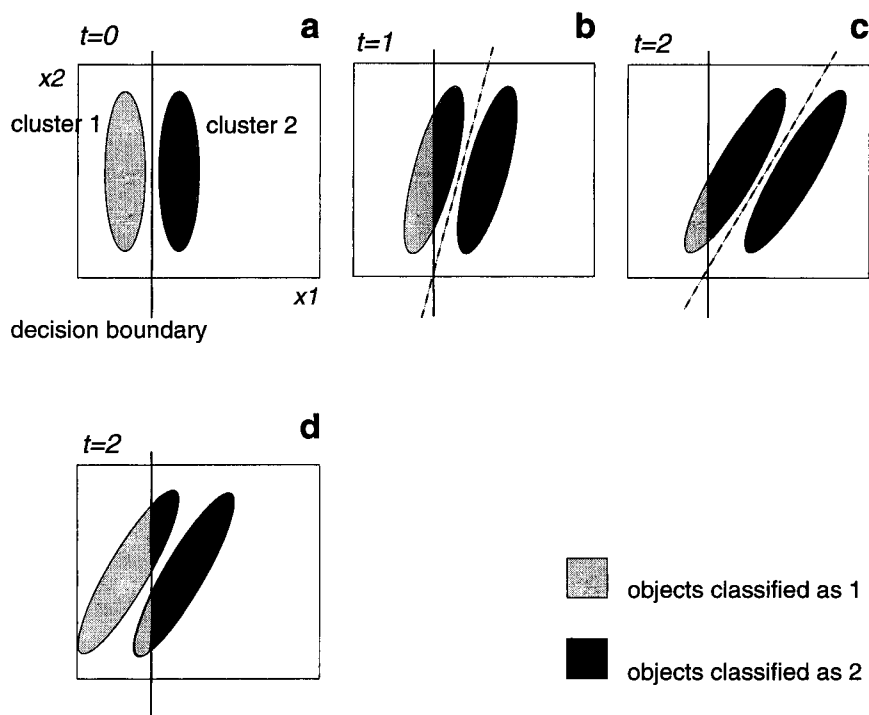 t=0 a
x2
cluster 1
cluster 2
x1
decision boundary
t=1 b
t=2 c
t=2 d
objects classified as 1
objects classified as 2